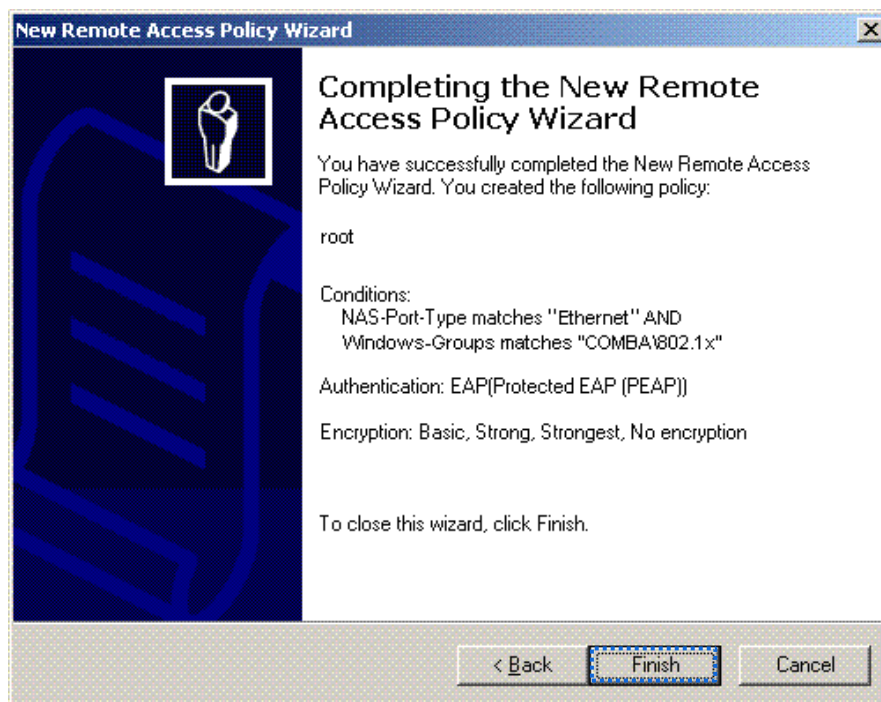 New Remote Access Policy Wizard
Completing the New Remote
Access Policy Wizard
You have successfully completed the New Remote Access
Policy Wizard. You created the following policy:
root
Conditions:
NAS-Port-Type matches "Ethernet" AND
Windows-Groups matches "COMBA\802.1x"
Authentication: EAP(Protected EAP (PEAP))
Encryption: Basic, Strong, Strongest, No encryption
To close this wizard, click Finish.
< Back
Finish
Cancel